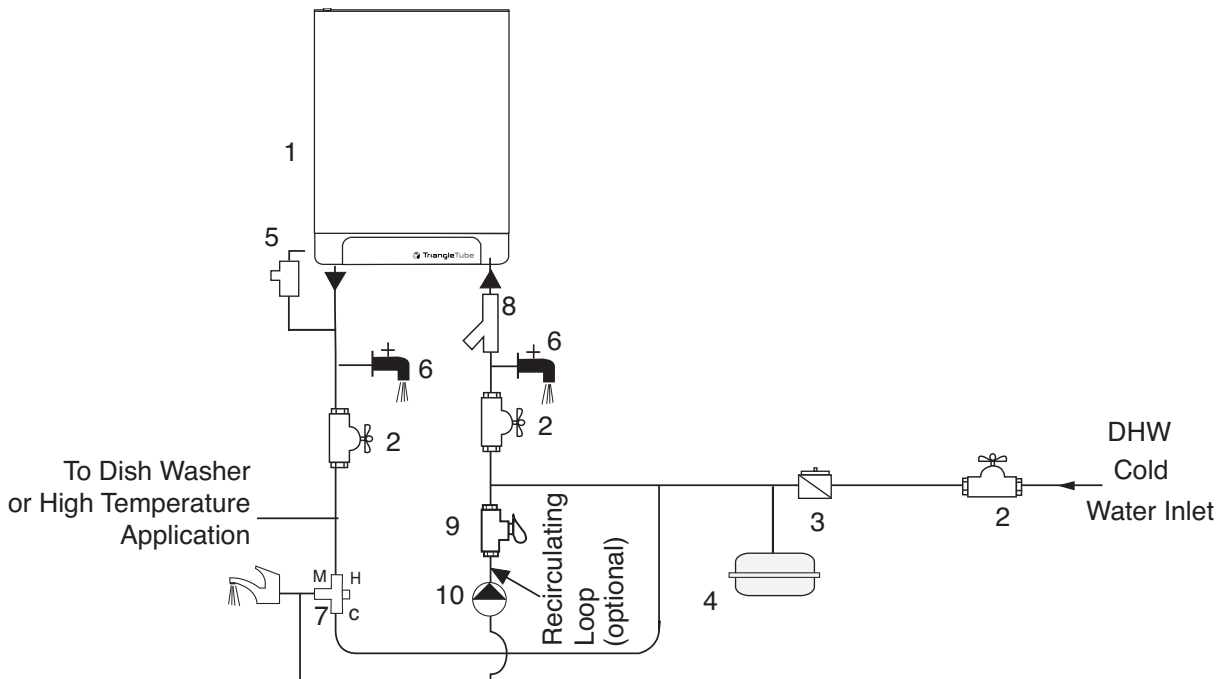 1
5
TriangleTube
8
6
6
2
2
DHW
Cold
Water Inlet
To Dish Washer
or High Temperature
Application
2
3
9
Recirculating
Loop
(optional)
M
H
10
4
7
c